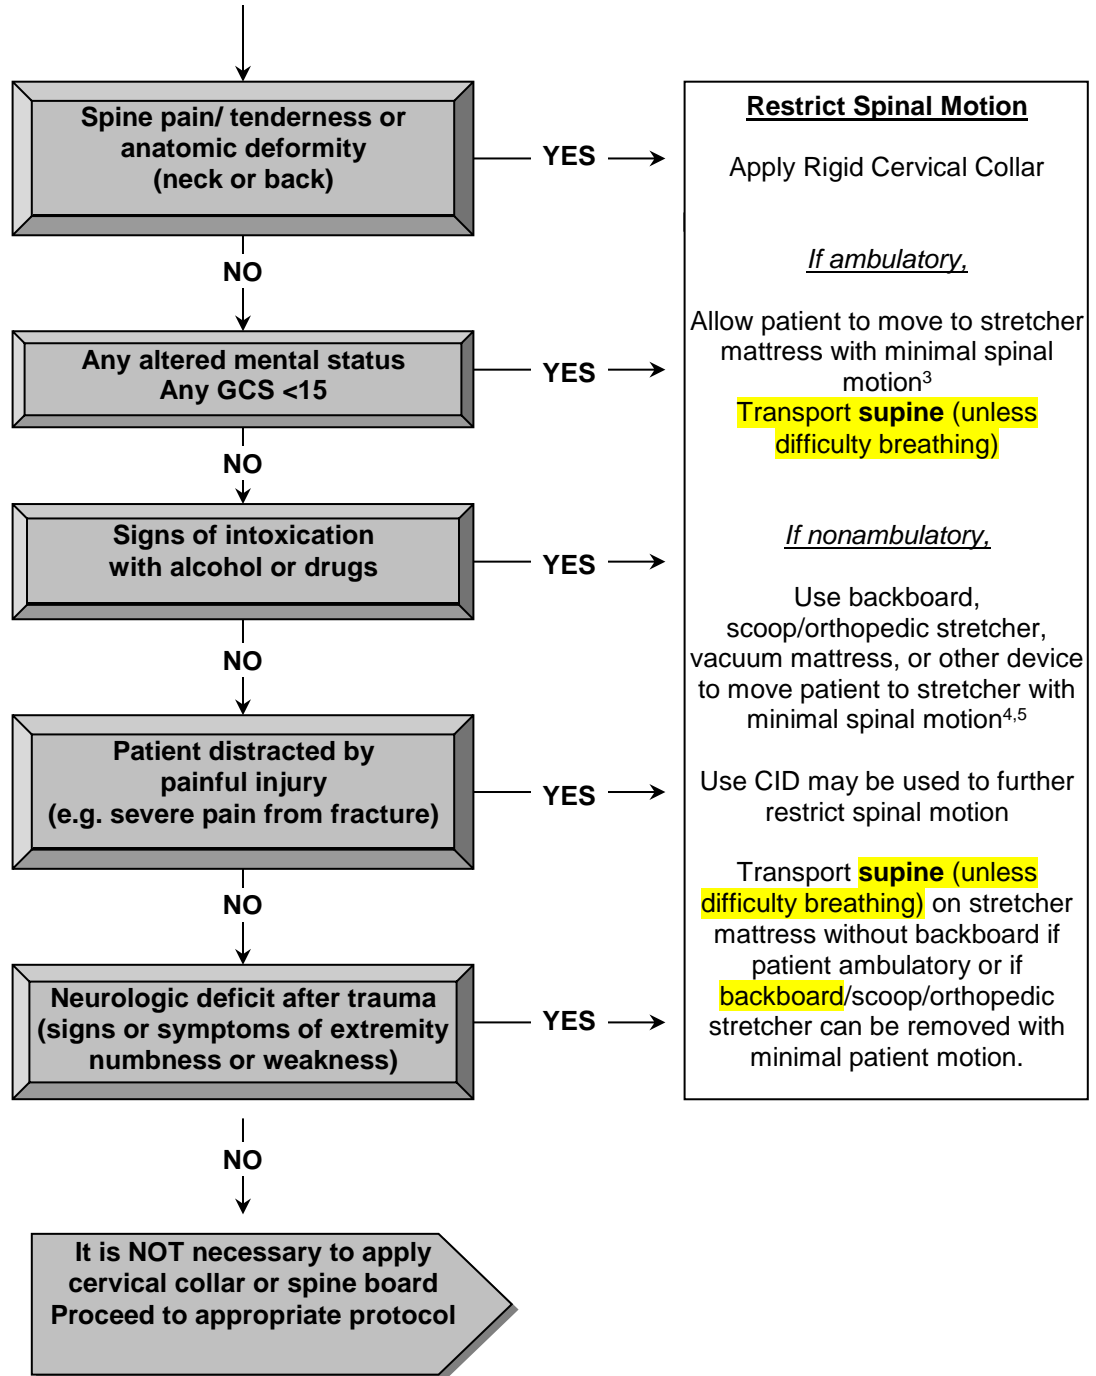 Spine pain/ tenderness or
anatomic deformity
(neck or back)
YES
NO
Any altered mental status
Any GCS <15
YES
NO
Signs of intoxication
with alcohol or drugs
YES
NO
Patient distracted by
painful injury
(e.g. severe pain from fracture)
YES
NO
Neurologic deficit after trauma
(signs or symptoms of extremity
numbness or weakness)
YES
NO
It is NOT necessary to apply
cervical collar or spine board
Proceed to appropriate protocol
Restrict Spinal Motion
Apply Rigid Cervical Collar
If ambulatory,
Allow patient to move to stretcher
mattress with minimal spinal
motion³
Transport supine (unless
difficulty breathing)
If nonambulatory,
Use backboard,
scoop/orthopedic stretcher,
vacuum mattress, or other device
to move patient to stretcher with
minimal spinal motion⁴,⁵
Use CID may be used to further
restrict spinal motion
Transport supine (unless
difficulty breathing) on stretcher
mattress without backboard if
patient ambulatory or if
backboard/scoop/orthopedic
stretcher can be removed with
minimal patient motion.